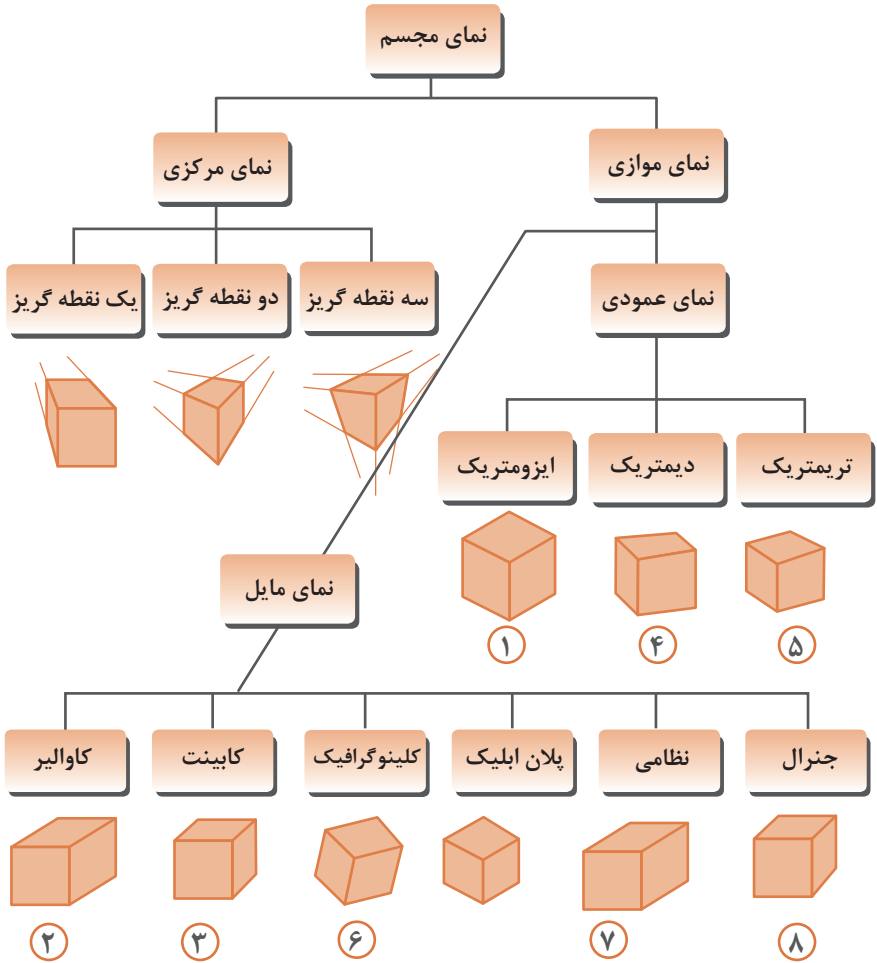 نمای مجسم
نمای موازی
نمای مرکزی
نمای عمودی
سه نقطه گریز
دو نقطه گریز
یک نقطه گریز
تریمتریک
دیمتریک
ایزومتریک
نمای مایل
۵
۴
۱
جنرال
نظامی
پلان ابلیک
کلینوگرافیک
کابینت
کاوالیر
۸
۷
۶
۳
۲